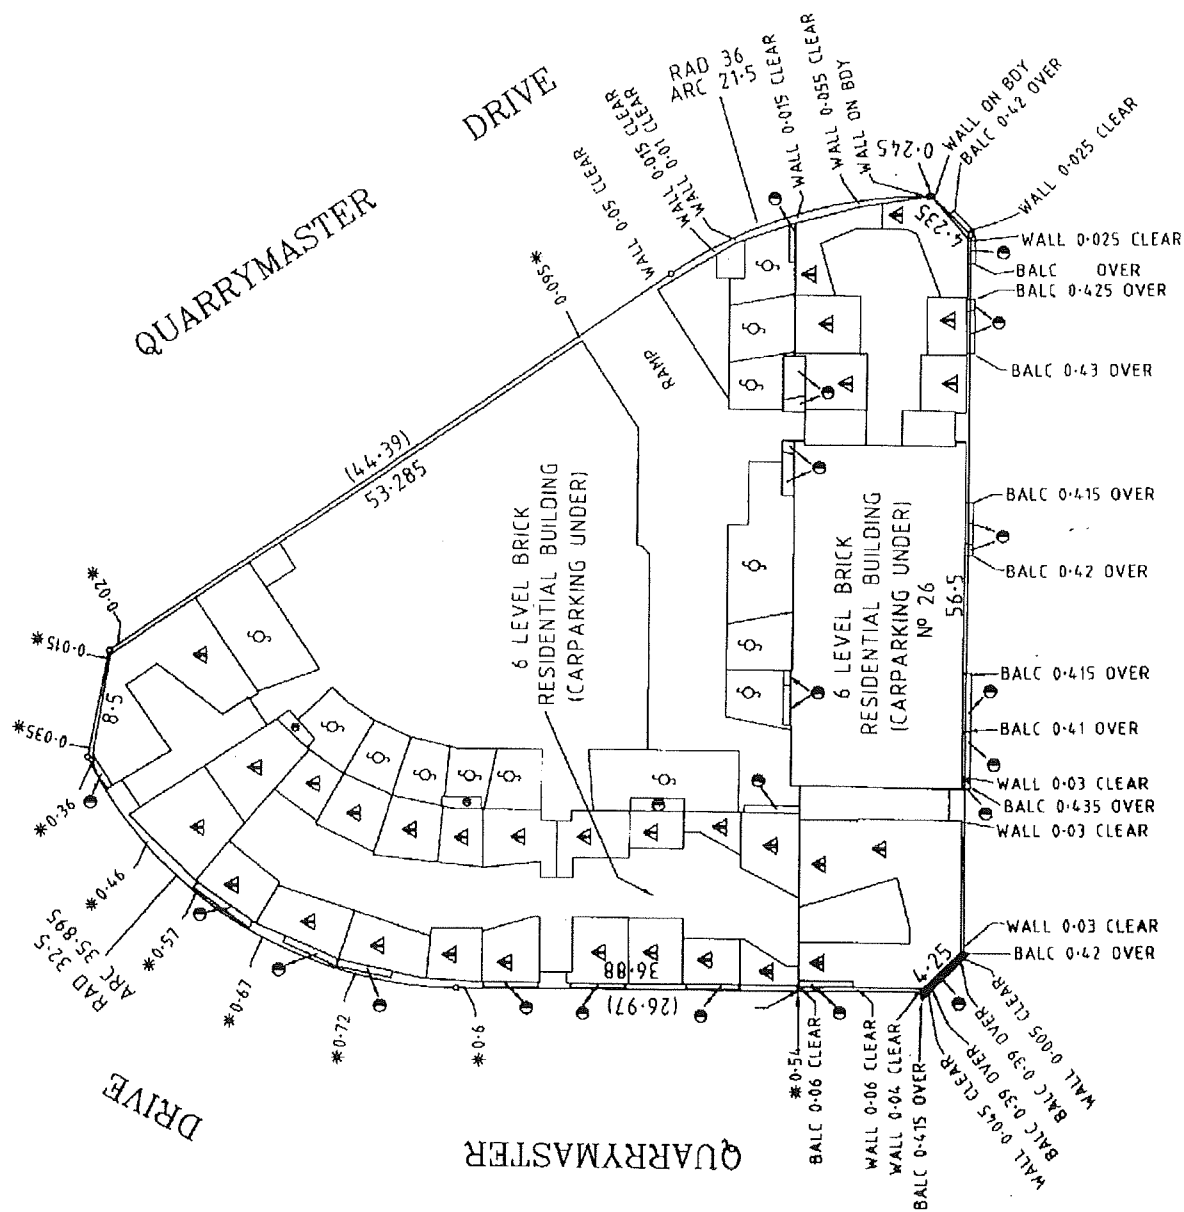 DRIVE
QUARRYMASTER
RAD 36
ARC 21·5
WALL 0·05 CLEAR
WALL 0·015 CLEAR
WALL 0·01 CLEAR
WALL 0·015 CLEAR
WALL 0·055 CLEAR
WALL ON BDY
0·245
WALL ON BDY
BALC 0·42 OVER
WALL 0·025 CLEAR
4·235
WALL 0·025 CLEAR
BALC OVER
BALC 0·425 OVER
BALC 0·43 OVER
0·095*
RAMP
(44·39)
53·285
6 LEVEL BRICK
RESIDENTIAL BUILDING
(CARPARKING UNDER)
6 LEVEL BRICK
RESIDENTIAL BUILDING
(CARPARKING UNDER)
Nº 26
56·5
BALC 0·415 OVER
BALC 0·42 OVER
BALC 0·415 OVER
BALC 0·41 OVER
WALL 0·03 CLEAR
BALC 0·435 OVER
WALL 0·03 CLEAR
WALL 0·03 CLEAR
BALC 0·42 OVER
0·02*
0·015*
8·5
0·035*
*0·36
*0·46
RAD 32·5
ARC 35·895
*0·57
*0·67
*0·72
*0·6
36·88
(26·97)
*0·54
4·25
BALC 0·06 CLEAR
WALL 0·06 CLEAR
WALL 0·04 CLEAR
BALC 0·415 OVER
WALL 0·045 CLEAR
BALC 0·39 OVER
BALC 0·39 OVER
WALL 0·005 CLEAR
DRIVE
QUARRYMASTER